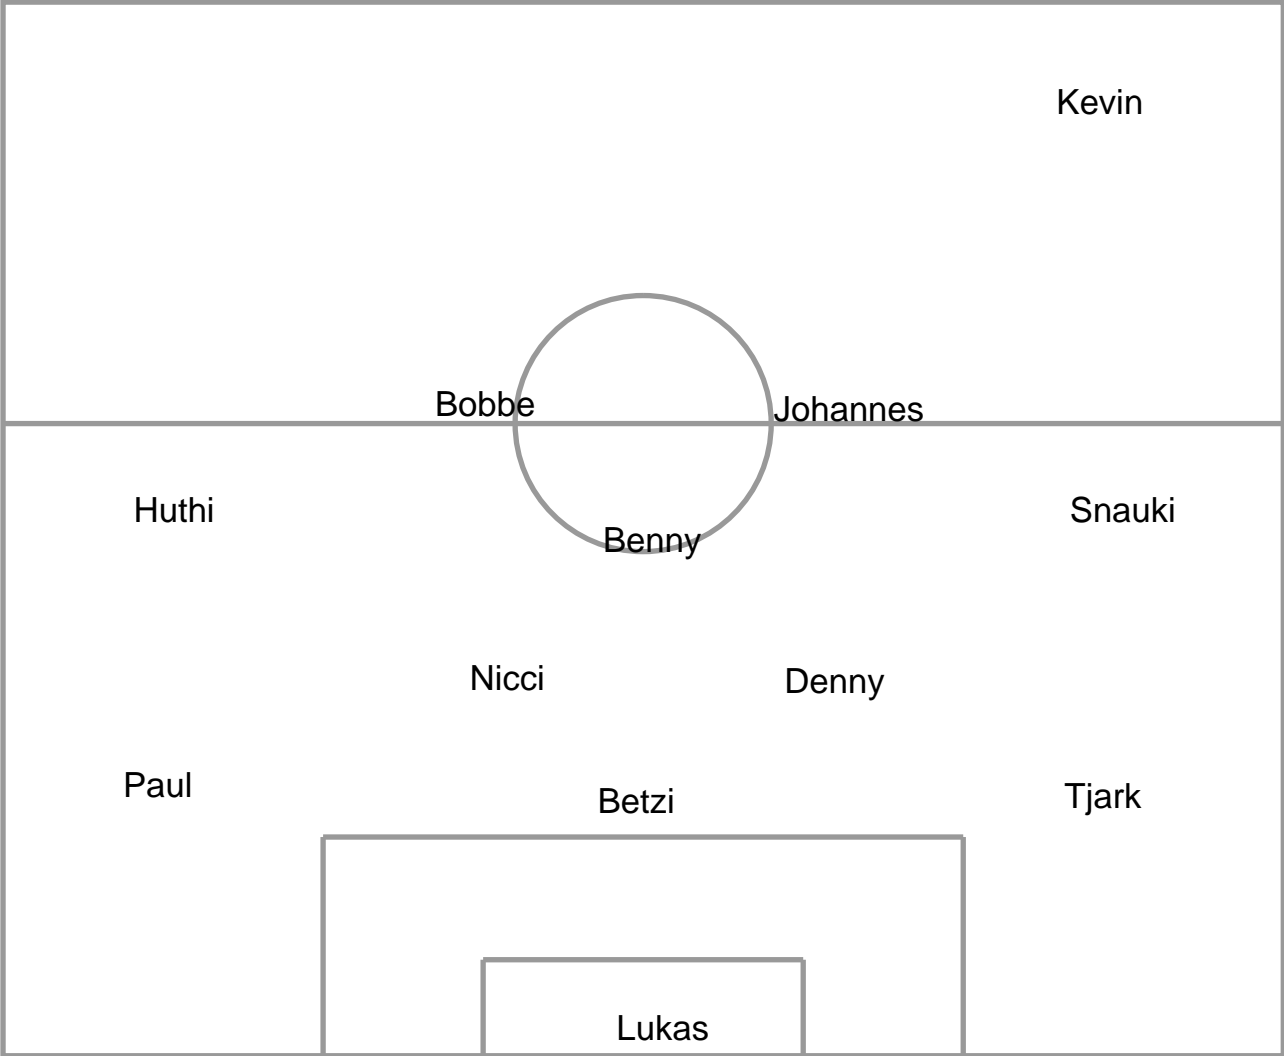 Kevin
Bobbe
Johannes
Huthi
Snauki
Benny
Nicci
Denny
Paul
Betzi
Tjark
Lukas